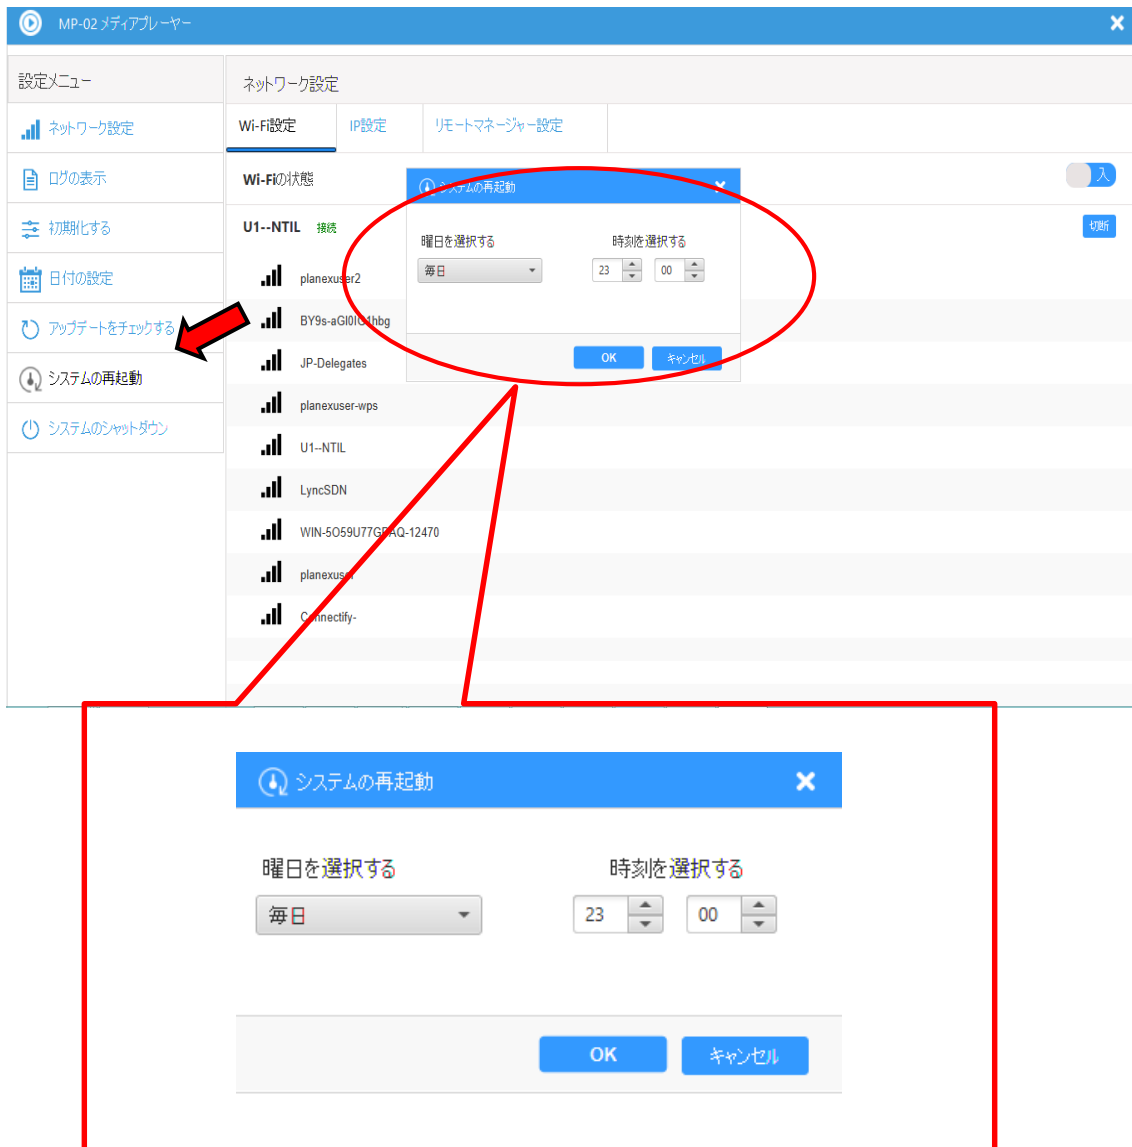 MP-02 メディアプレーヤー
設定メニュー
ネットワーク設定
ログの表示
初期化する
日付の設定
アップデートをチェックする
システムの再起動
システムのシャットダウン
ネットワーク設定
Wi-Fi設定
IP設定
リモートマネージャー設定
Wi-Fiの状態
入
U1--NTIL 接続
切断
planexuser2
JP-Delegates
planexuser-wps
U1--NTIL
LyncSDN
planexuser
Connectify-
システムの再起動
曜日を選択する
時刻を選択する
毎日
23
00
OK
キャンセル
システムの再起動
曜日を選択する
時刻を選択する
毎日
23
00
OK
キャンセル